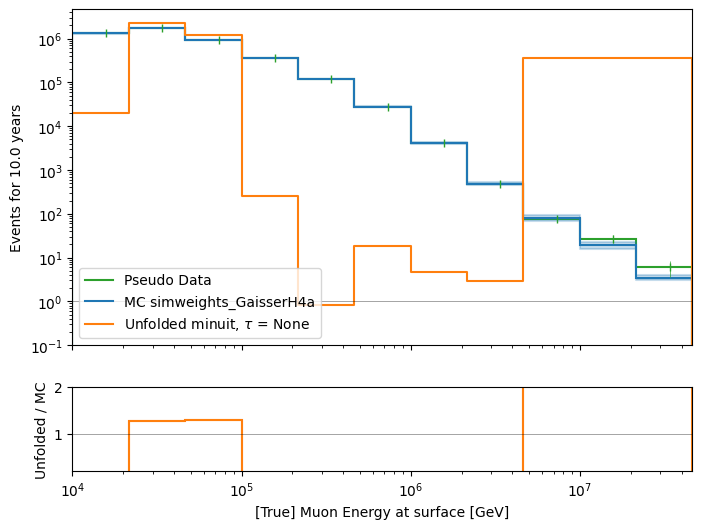 10⁶
10⁵
10⁴
10³
10²
10¹
10⁰
10⁻¹
Events for 10.0 years
Pseudo Data
MC simweights_GaisserH4a
Unfolded minuit, τ = None
2
1
Unfolded / MC
10⁴ 10⁵ 10⁶ 10⁷
[True] Muon Energy at surface [GeV]